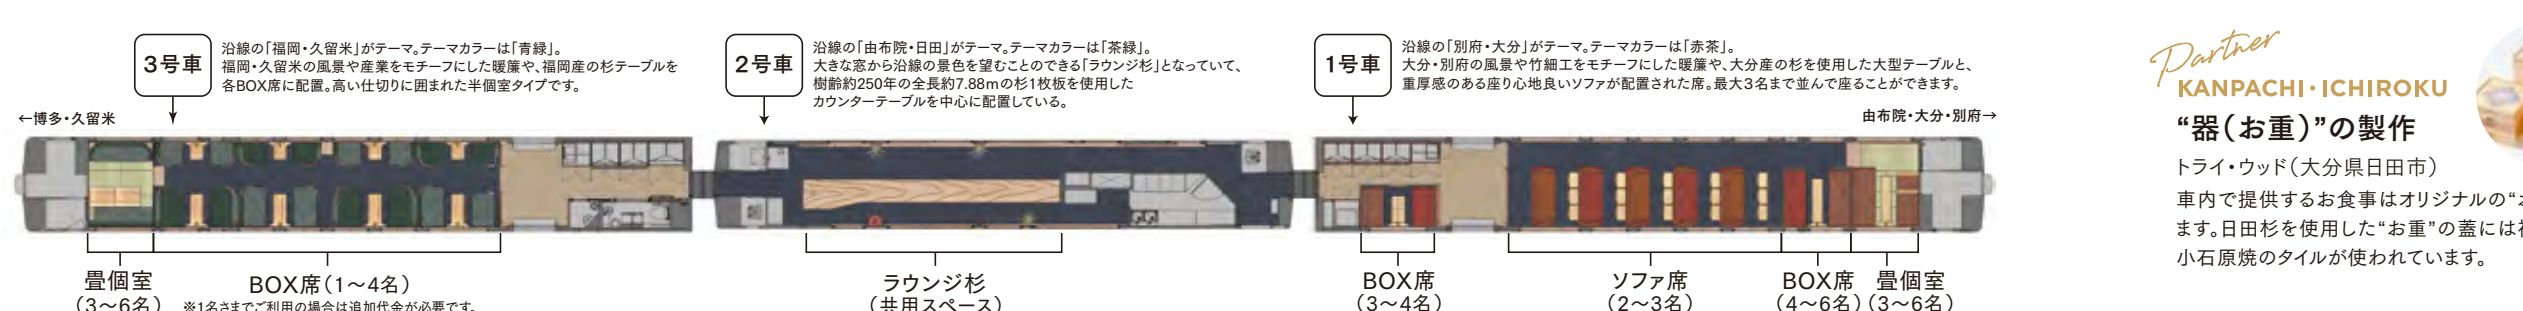 3号車
沿線の「福岡・久留米」がテーマ。テーマカラーは「青緑」。
福岡・久留米の風景や産業をモチーフにした暖簾や、福岡産の杉テーブルを
各BOX席に配置。高い仕切りに囲まれた半個室タイプです。
←博多・久留米
2号車
沿線の「由布院・日田」がテーマ。テーマカラーは「茶緑」。
大きな窓から沿線の景色を望むことのできる「ラウンジ杉」となっていて、
樹齢約250年の全長約7.88mの杉1枚板を使用した
カウンターテーブルを中心に配置している。
1号車
沿線の「別府・大分」がテーマ。テーマカラーは「赤茶」。
大分・別府の風景や竹細工をモチーフにした暖簾や、大分産の杉を使用した大型テーブルと、
重厚感のある座り心地良いソファが配置された席。最大3名まで並んで座ることができます。
由布院・大分・別府→
畳個室
(3〜6名)
BOX席(1〜4名)
※1名さまでご利用の場合は追加代金が必要です。
ラウンジ杉
(共用スペース)
BOX席
(3〜4名)
ソファ席
(2〜3名)
BOX席
(4〜6名)
畳個室
(3〜6名)
Partner
KANPACHI・ICHIROKU
“器(お重)”の製作
トライ・ウッド(大分県日田市)
車内で提供するお食事はオリジナルの“
ます。日田杉を使用した“お重”の蓋には
小石原焼のタイルが使われています。